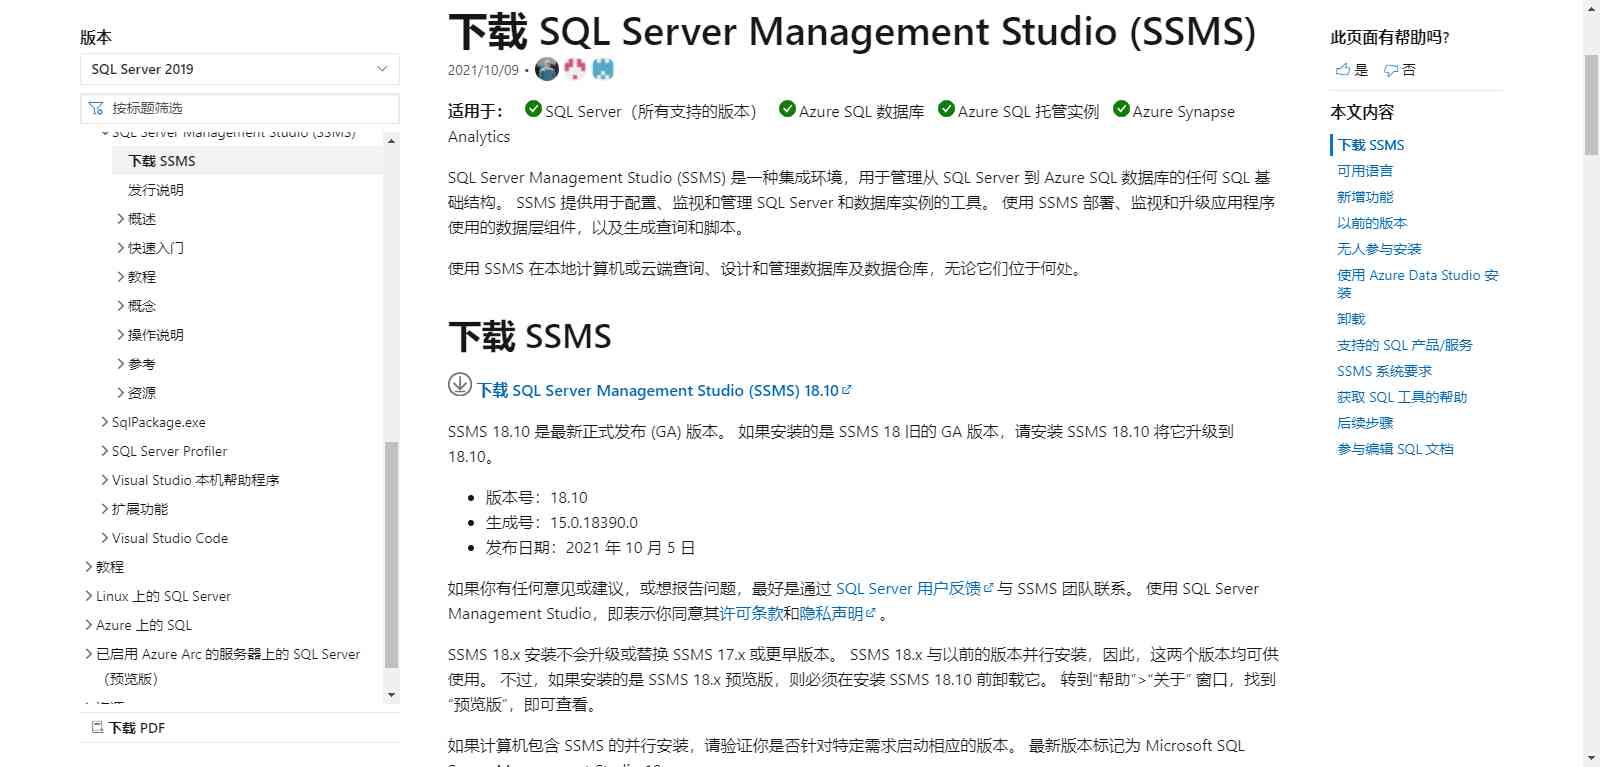 版本
SQL Server 2019
按标题筛选
SQL Server Management Studio (SSMS)
下载 SSMS
发行说明
概述
快速入门
教程
概念
操作说明
参考
资源
SqlPackage.exe
SQL Server Profiler
Visual Studio 本机帮助程序
扩展功能
Visual Studio Code
教程
Linux 上的 SQL Server
Azure 上的 SQL
已启用 Azure Arc 的服务器上的 SQL Server
（预览版）
下载 PDF
下载 SQL Server Management Studio (SSMS)
2021/10/09 •
适用于： SQL Server（所有支持的版本） Azure SQL 数据库 Azure SQL 托管实例 Azure Synapse
Analytics
SQL Server Management Studio (SSMS) 是一种集成环境，用于管理从 SQL Server 到 Azure SQL 数据库的任何 SQL 基
础结构。 SSMS 提供用于配置、监视和管理 SQL Server 和数据库实例的工具。 使用 SSMS 部署、监视和升级应用程序
使用的数据层组件，以及生成查询和脚本。
使用 SSMS 在本地计算机或云端查询、设计和管理数据库及数据仓库，无论它们位于何处。
下载 SSMS
下载 SQL Server Management Studio (SSMS) 18.10
SSMS 18.10 是最新正式发布 (GA) 版本。 如果安装的是 SSMS 18 旧的 GA 版本，请安装 SSMS 18.10 将它升级到
18.10。
• 版本号：18.10
• 生成号：15.0.18390.0
• 发布日期：2021 年 10 月 5 日
如果你有任何意见或建议，或想报告问题，最好是通过 SQL Server 用户反馈 与 SSMS 团队联系。 使用 SQL Server
Management Studio，即表示你同意其许可条款和隐私声明 。
SSMS 18.x 安装不会升级或替换 SSMS 17.x 或更早版本。 SSMS 18.x 与以前的版本并行安装，因此，这两个版本均可供
使用。 不过，如果安装的是 SSMS 18.x 预览版，则必须在安装 SSMS 18.10 前卸载它。 转到“帮助”>“关于” 窗口，找到
“预览版”，即可查看。
如果计算机包含 SSMS 的并行安装，请验证你是否针对特定需求启动相应的版本。 最新版本标记为 Microsoft SQL
此页面有帮助吗?
是 否
本文内容
下载 SSMS
可用语言
新增功能
以前的版本
无人参与安装
使用 Azure Data Studio 安
装
卸载
支持的 SQL 产品/服务
SSMS 系统要求
获取 SQL 工具的帮助
后续步骤
参与编辑 SQL 文档